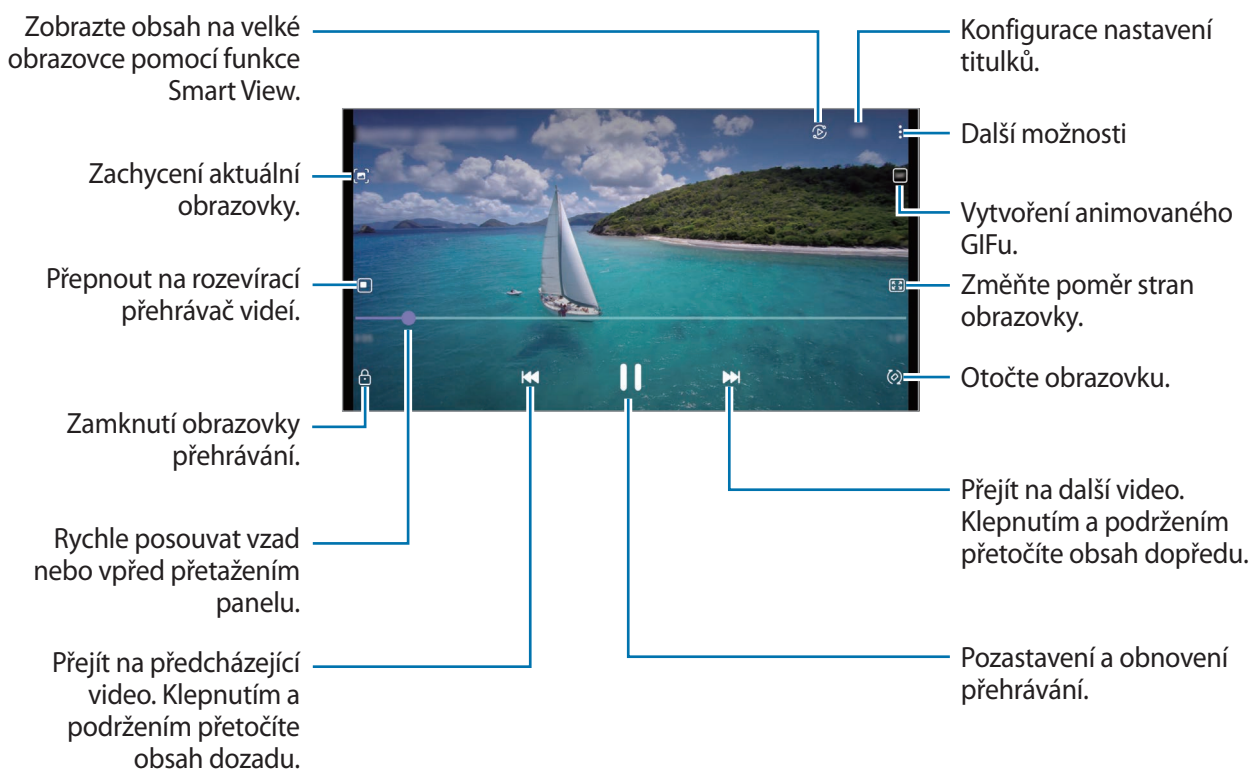 Zobrazte obsah na velké
obrazovce pomocí funkce
Smart View.
Zachycení aktuální
obrazovky.
Přepnout na rozevírací
přehrávač videí.
Zamknutí obrazovky
přehrávání.
Rychle posouvat vzad
nebo vpřed přetažením
panelu.
Přejít na předcházející
video. Klepnutím a
podržením přetočíte
obsah dozadu.
Konfigurace nastavení
titulků.
Další možnosti
Vytvoření animovaného
GIFu.
Změňte poměr stran
obrazovky.
Otočte obrazovku.
Přejít na další video.
Klepnutím a podržením
přetočíte obsah dopředu.
Pozastavení a obnovení
přehrávání.